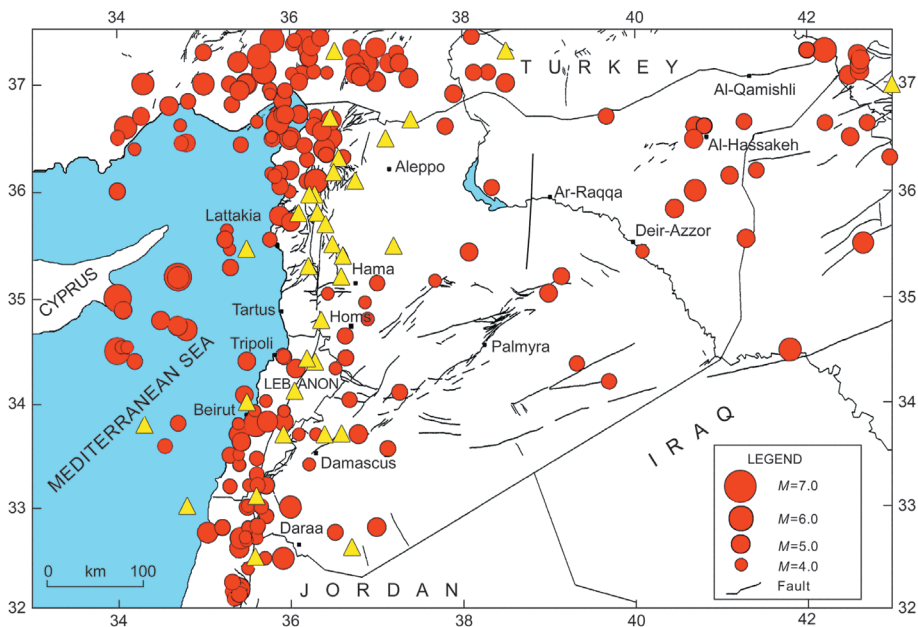 34 36 38 40 42
37 37
36 36
35 35
34 34
33 33
32 32
34 36 38 40 42
TURKEY
Al-Qamishli
Al-Hassakeh
Aleppo
Ar-Raqqa
Lattakia
Deir-Azzor
CYPRUS
Hama
Tartus
Homs
Tripoli
Palmyra
MEDITERRANEAN SEA
LEBANON
Beirut
IRAQ
Damascus
Daraa
JORDAN
0 km 100
LEGEND
M=7.0
M=6.0
M=5.0
M=4.0
Fault